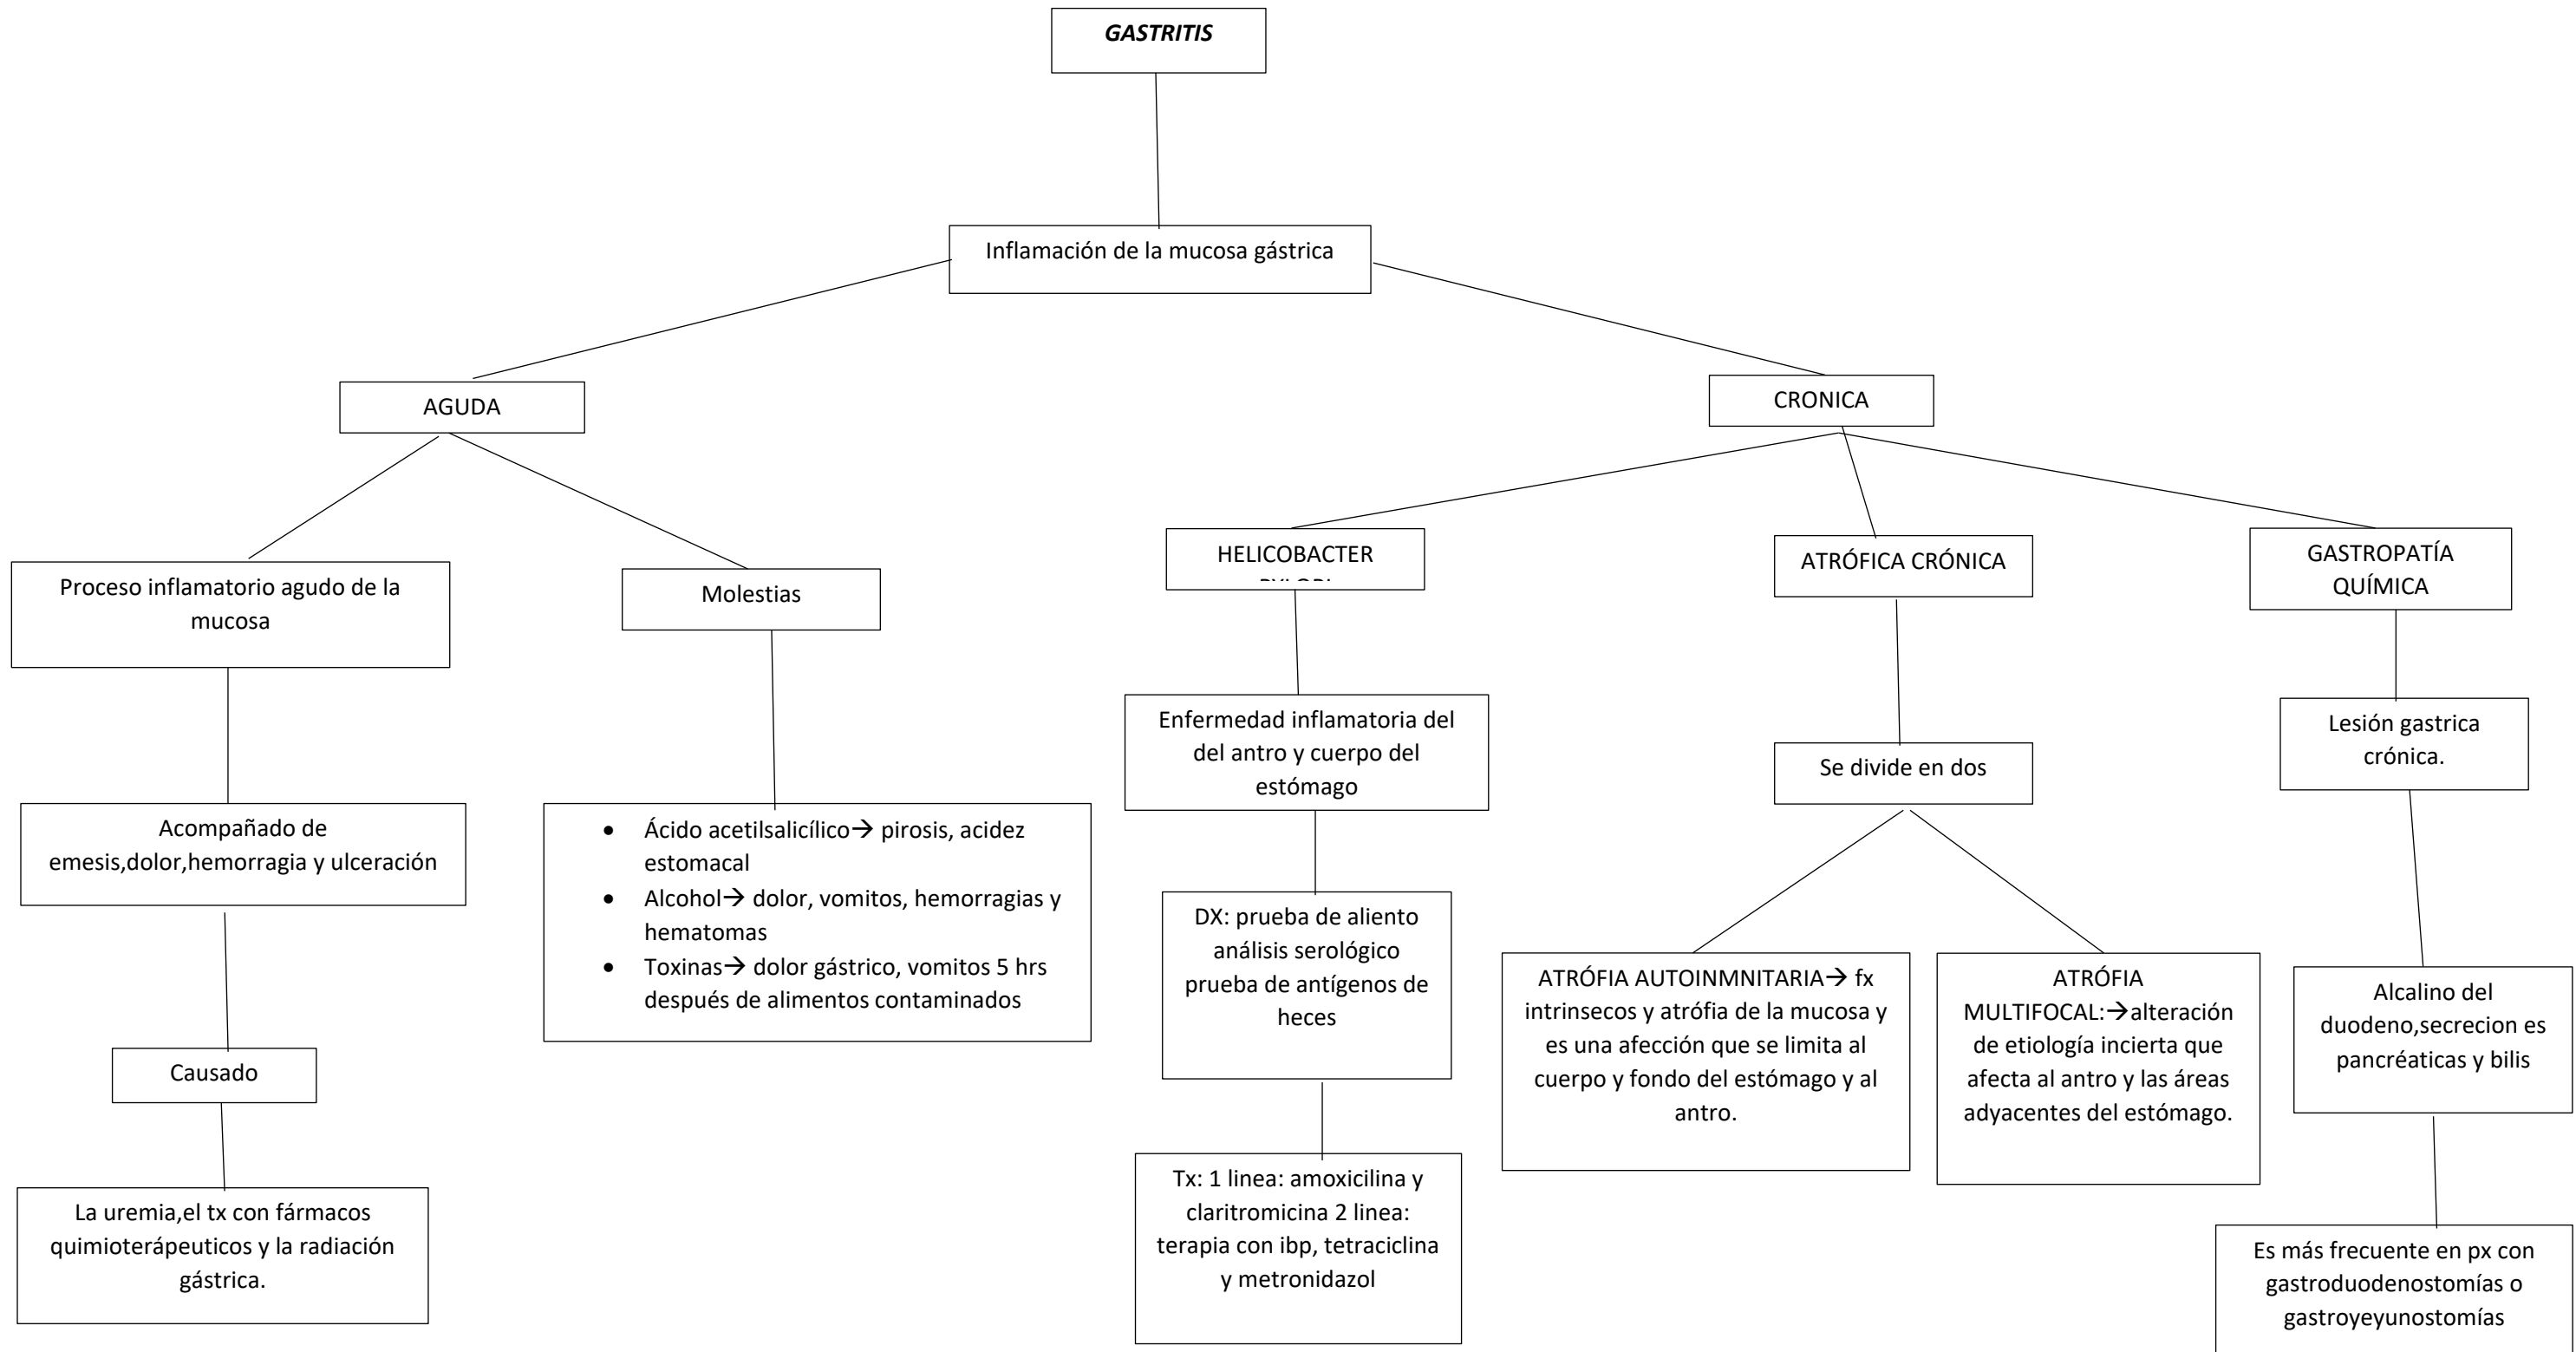 GASTRITIS
Inflamación de la mucosa gástrica
AGUDA
CRONICA
Proceso inflamatorio agudo de la
mucosa
Molestias
HELICOBACTER
ATRÓFICA CRÓNICA
GASTROPATÍA
QUÍMICA
Acompañado de
emesis,dolor,hemorragia y ulceración
• Ácido acetilsalicílico→ pirosis, acidez
estomacal
• Alcohol→ dolor, vomitos, hemorragias y
hematomas
• Toxinas→ dolor gástrico, vomitos 5 hrs
después de alimentos contaminados
Enfermedad inflamatoria del
del antro y cuerpo del
estómago
Se divide en dos
Lesión gastrica
crónica.
Causado
La uremia,el tx con fármacos
quimioterápeuticos y la radiación
gástrica.
DX: prueba de aliento
análisis serológico
prueba de antígenos de
heces
Tx: 1 linea: amoxicilina y
claritromicina 2 linea:
terapia con ibp, tetraciclina
y metronidazol
ATRÓFIA AUTOINMNITARIA→ fx
intrinsecos y atrófia de la mucosa y
es una afección que se limita al
cuerpo y fondo del estómago y al
antro.
ATRÓFIA
MULTIFOCAL:→alteración
de etiología incierta que
afecta al antro y las áreas
adyacentes del estómago.
Alcalino del
duodeno,secrecion es
pancréaticas y bilis
Es más frecuente en px con
gastroduodenostomías o
gastroyeyunostomías